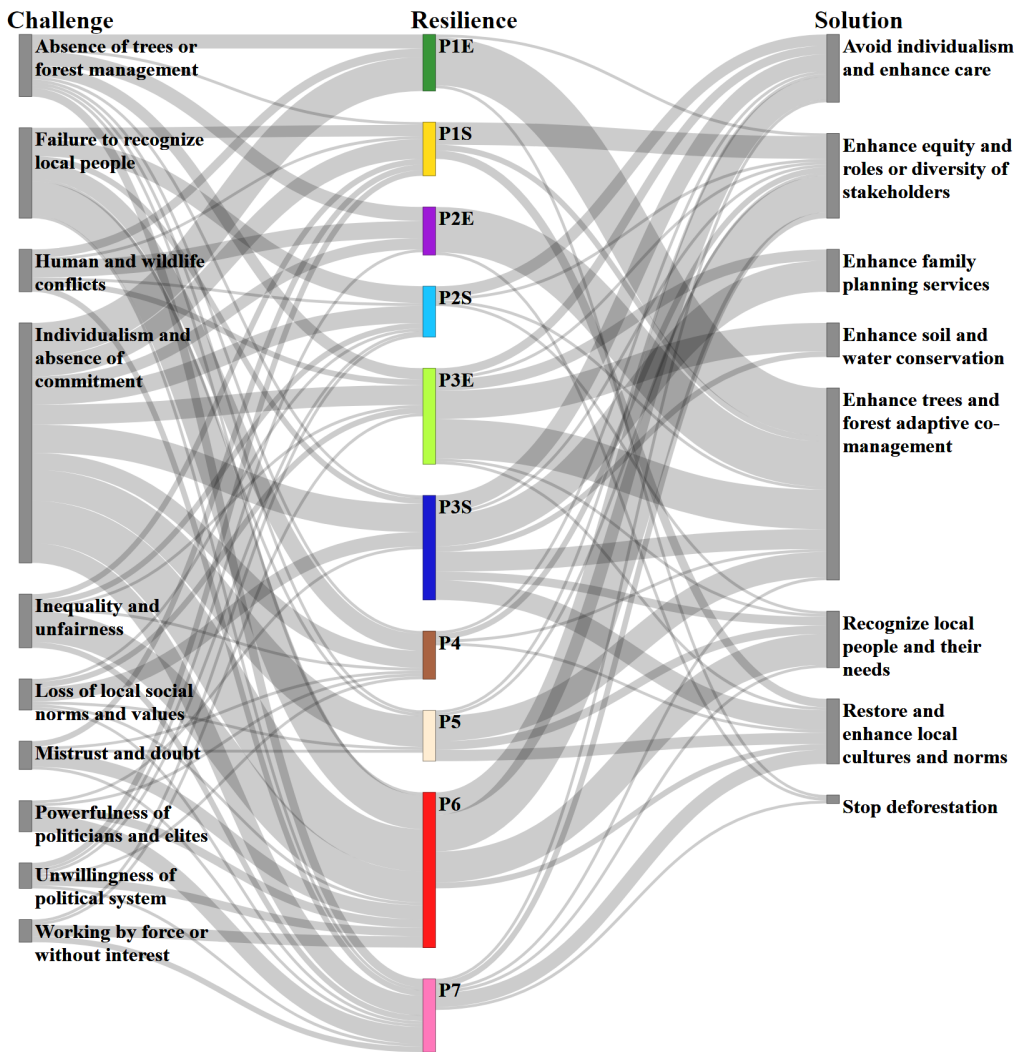 Challenge
Resilience
Solution
Absence of trees or
forest management
Failure to recognize
local people
Human and wildlife
conflicts
Individualism and
absence of
commitment
Inequality and
unfairness
Loss of local social
norms and values
Mistrust and doubt
Powerfulness of
politicians and elites
Unwillingness of
political system
Working by force or
without interest
P1E
P1S
P2E
P2S
P3E
P3S
P4
P5
P6
P7
Avoid individualism
and enhance care
Enhance equity and
roles or diversity of
stakeholders
Enhance family
planning services
Enhance soil and
water conservation
Enhance trees and
forest adaptive co-
management
Recognize local
people and their
needs
Restore and
enhance local
cultures and norms
Stop deforestation